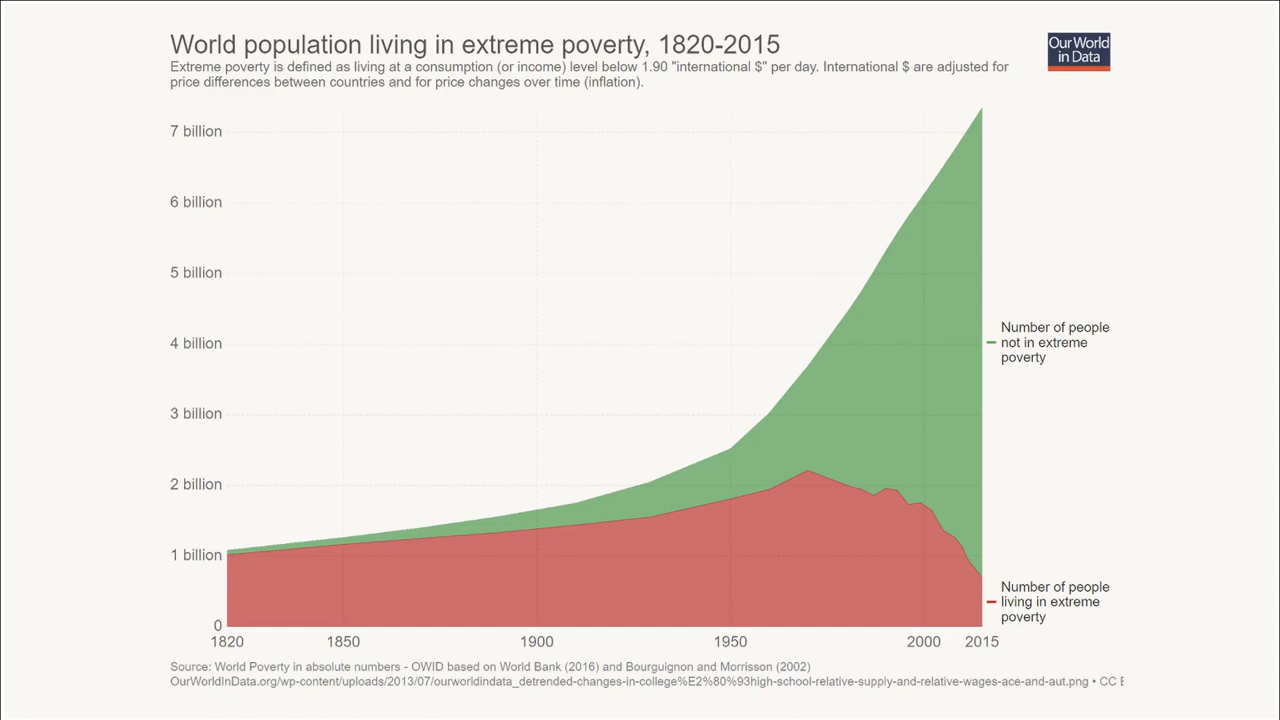 World population living in extreme poverty, 1820-2015
Our World
in Data
Extreme poverty is defined as living at a consumption (or income) level below 1.90 "international $" per day. International $ are adjusted for
price differences between countries and for price changes over time (inflation).
7 billion
6 billion
5 billion
4 billion
3 billion
2 billion
1 billion
0
Number of people
not in extreme
poverty
Number of people
living in extreme
poverty
1820
1850
1900
1950
2000
2015
Source: World Poverty in absolute numbers - OWID based on World Bank (2016) and Bourguignon and Morrisson (2002)
OurWorldInData.org/wp-content/uploads/2013/07/ourworldindata_detrended-changes-in-college%E2%80%93high-school-relative-supply-and-relative-wages-ace-and-aut.png • CC